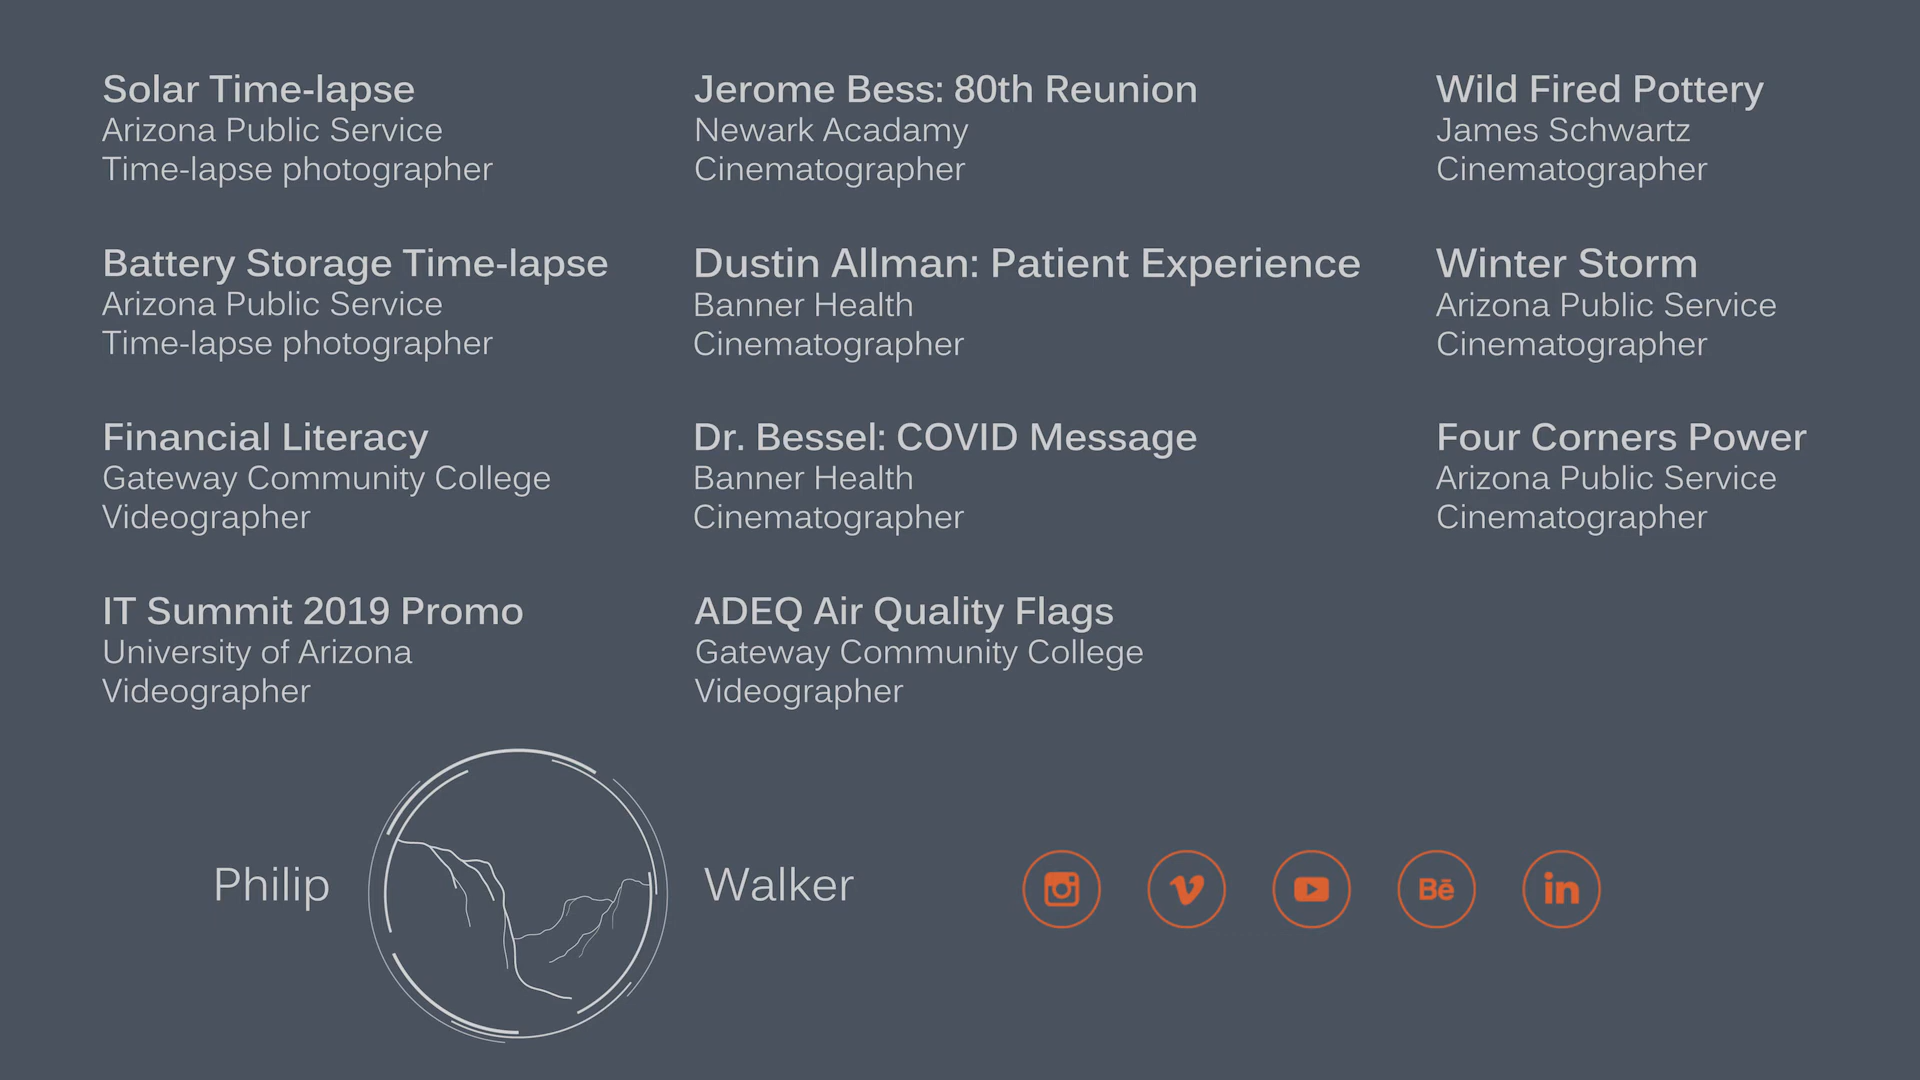 Solar Time-lapse
Arizona Public Service
Time-lapse photographer
Battery Storage Time-lapse
Arizona Public Service
Time-lapse photographer
Financial Literacy
Gateway Community College
Videographer
IT Summit 2019 Promo
University of Arizona
Videographer
Jerome Bess: 80th Reunion
Newark Acadamy
Cinematographer
Dustin Allman: Patient Experience
Banner Health
Cinematographer
Dr. Bessel: COVID Message
Banner Health
Cinematographer
ADEQ Air Quality Flags
Gateway Community College
Videographer
Wild Fired Pottery
James Schwartz
Cinematographer
Winter Storm
Arizona Public Service
Cinematographer
Four Corners Power
Arizona Public Service
Cinematographer
Philip Walker
Bē
in